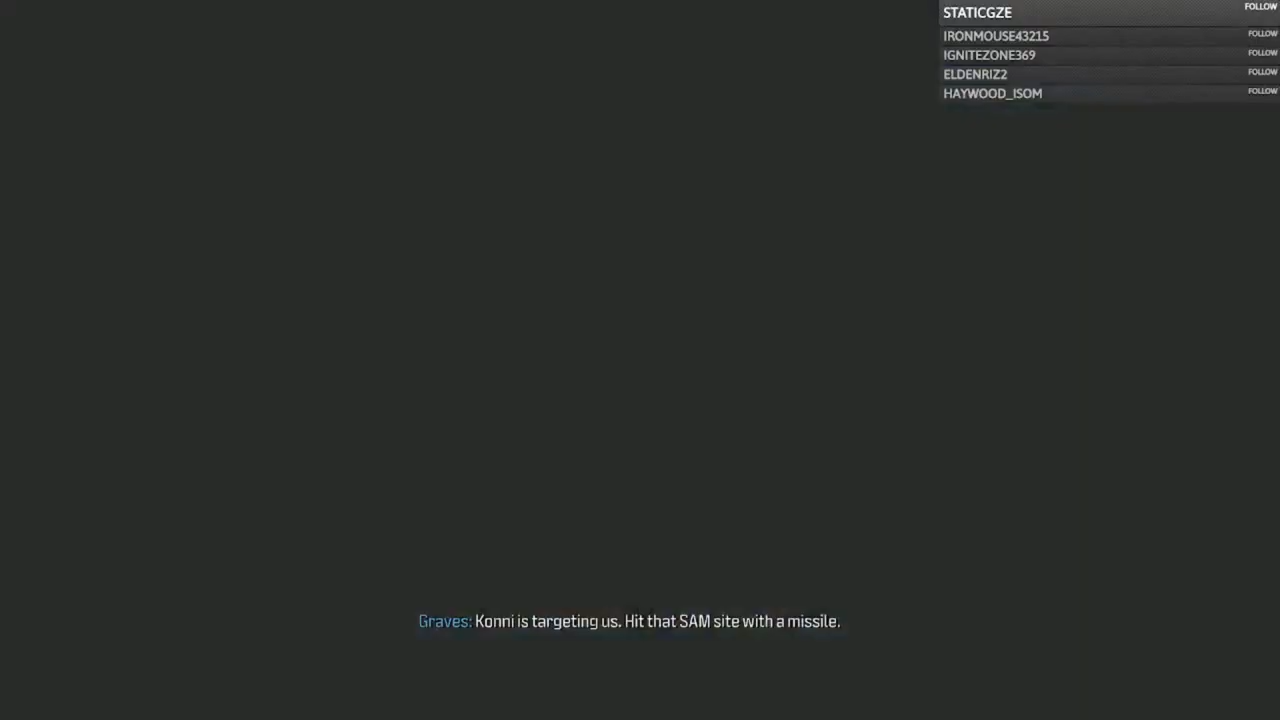 STATICGZE FOLLOW
IRONMOUSE43215 FOLLOW
IGNITEZONE369 FOLLOW
ELDENRIZ2 FOLLOW
HAYWOOD_ISOM FOLLOW
Graves: Konni is targeting us. Hit that SAM site with a missile.